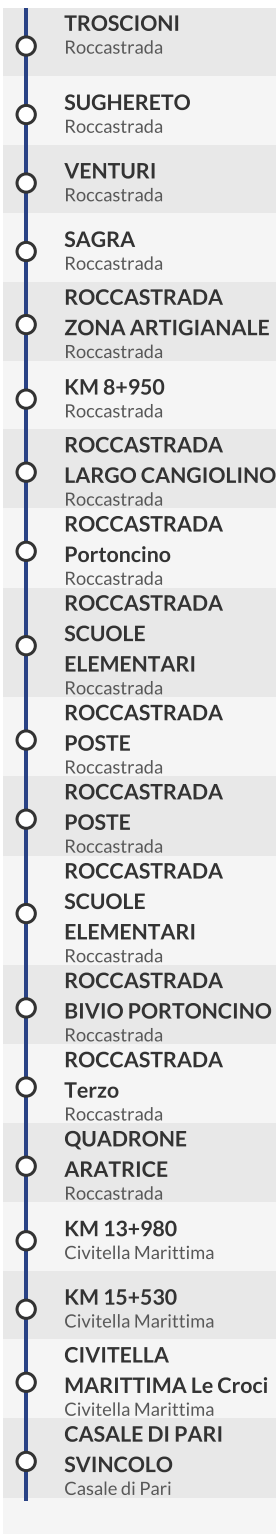 TROSCIONI
Roccastrada
SUGHERETO
Roccastrada
VENTURI
Roccastrada
SAGRA
Roccastrada
ROCCASTRADA
ZONA ARTIGIANALE
Roccastrada
KM 8+950
Roccastrada
ROCCASTRADA
LARGO CANGIOLINO
Roccastrada
ROCCASTRADA
Portoncino
Roccastrada
ROCCASTRADA
SCUOLE
ELEMENTARI
Roccastrada
ROCCASTRADA
POSTE
Roccastrada
ROCCASTRADA
POSTE
Roccastrada
ROCCASTRADA
SCUOLE
ELEMENTARI
Roccastrada
ROCCASTRADA
BIVIO PORTONCINO
Roccastrada
ROCCASTRADA
Terzo
Roccastrada
QUADRONE
ARATRICE
Roccastrada
KM 13+980
Civitella Marittima
KM 15+530
Civitella Marittima
CIVITELLA
MARITTIMA Le Croci
Civitella Marittima
CASALE DI PARI
SVINCOLO
Casale di Pari